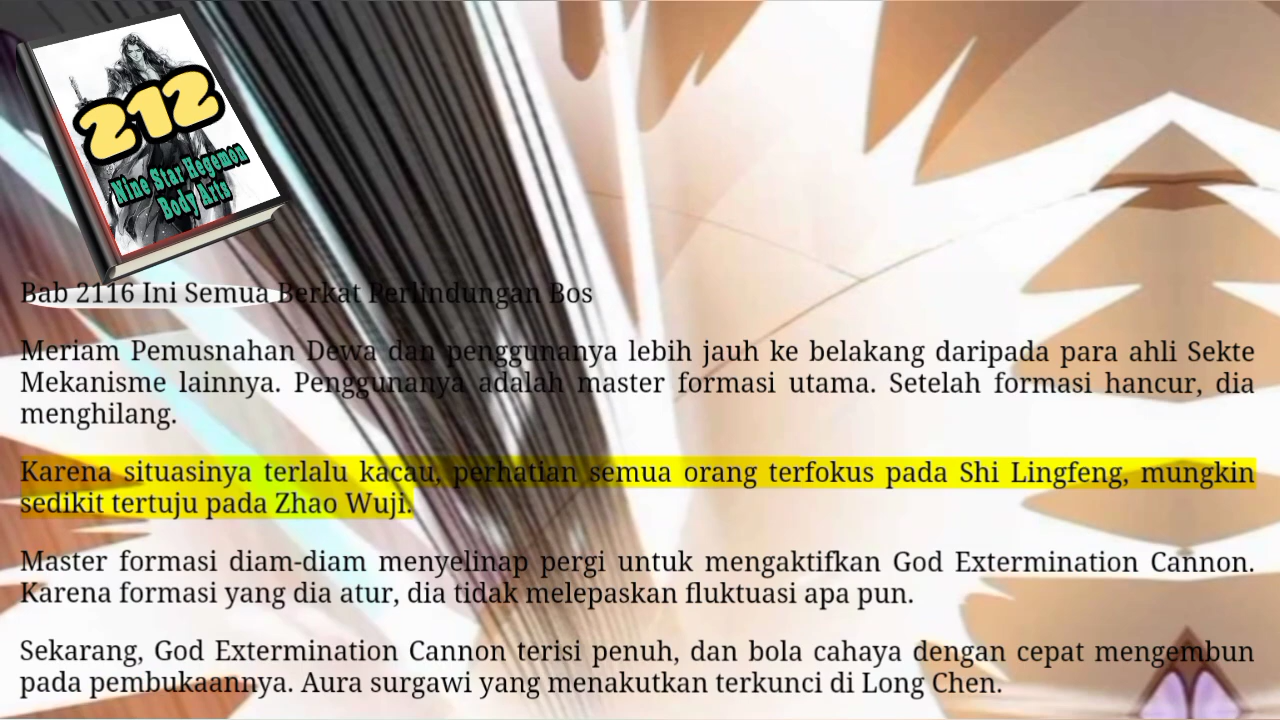 212
Nine Star Hegemon
Body Arts
Bab 2116 Ini Semua Berkat Perlindungan Bos
Meriam Pemusnahan Dewa dan penggunanya lebih jauh ke belakang daripada para ahli Sekte
Mekanisme lainnya. Penggunanya adalah master formasi utama. Setelah formasi hancur, dia
menghilang.
Karena situasinya terlalu kacau, perhatian semua orang terfokus pada Shi Lingfeng, mungkin
sedikit tertuju pada Zhao Wuji.
Master formasi diam-diam menyelinap pergi untuk mengaktifkan God Extermination Cannon.
Karena formasi yang dia atur, dia tidak melepaskan fluktuasi apa pun.
Sekarang, God Extermination Cannon terisi penuh, dan bola cahaya dengan cepat mengembun
pada pembukaannya. Aura surgawi yang menakutkan terkunci di Long Chen.